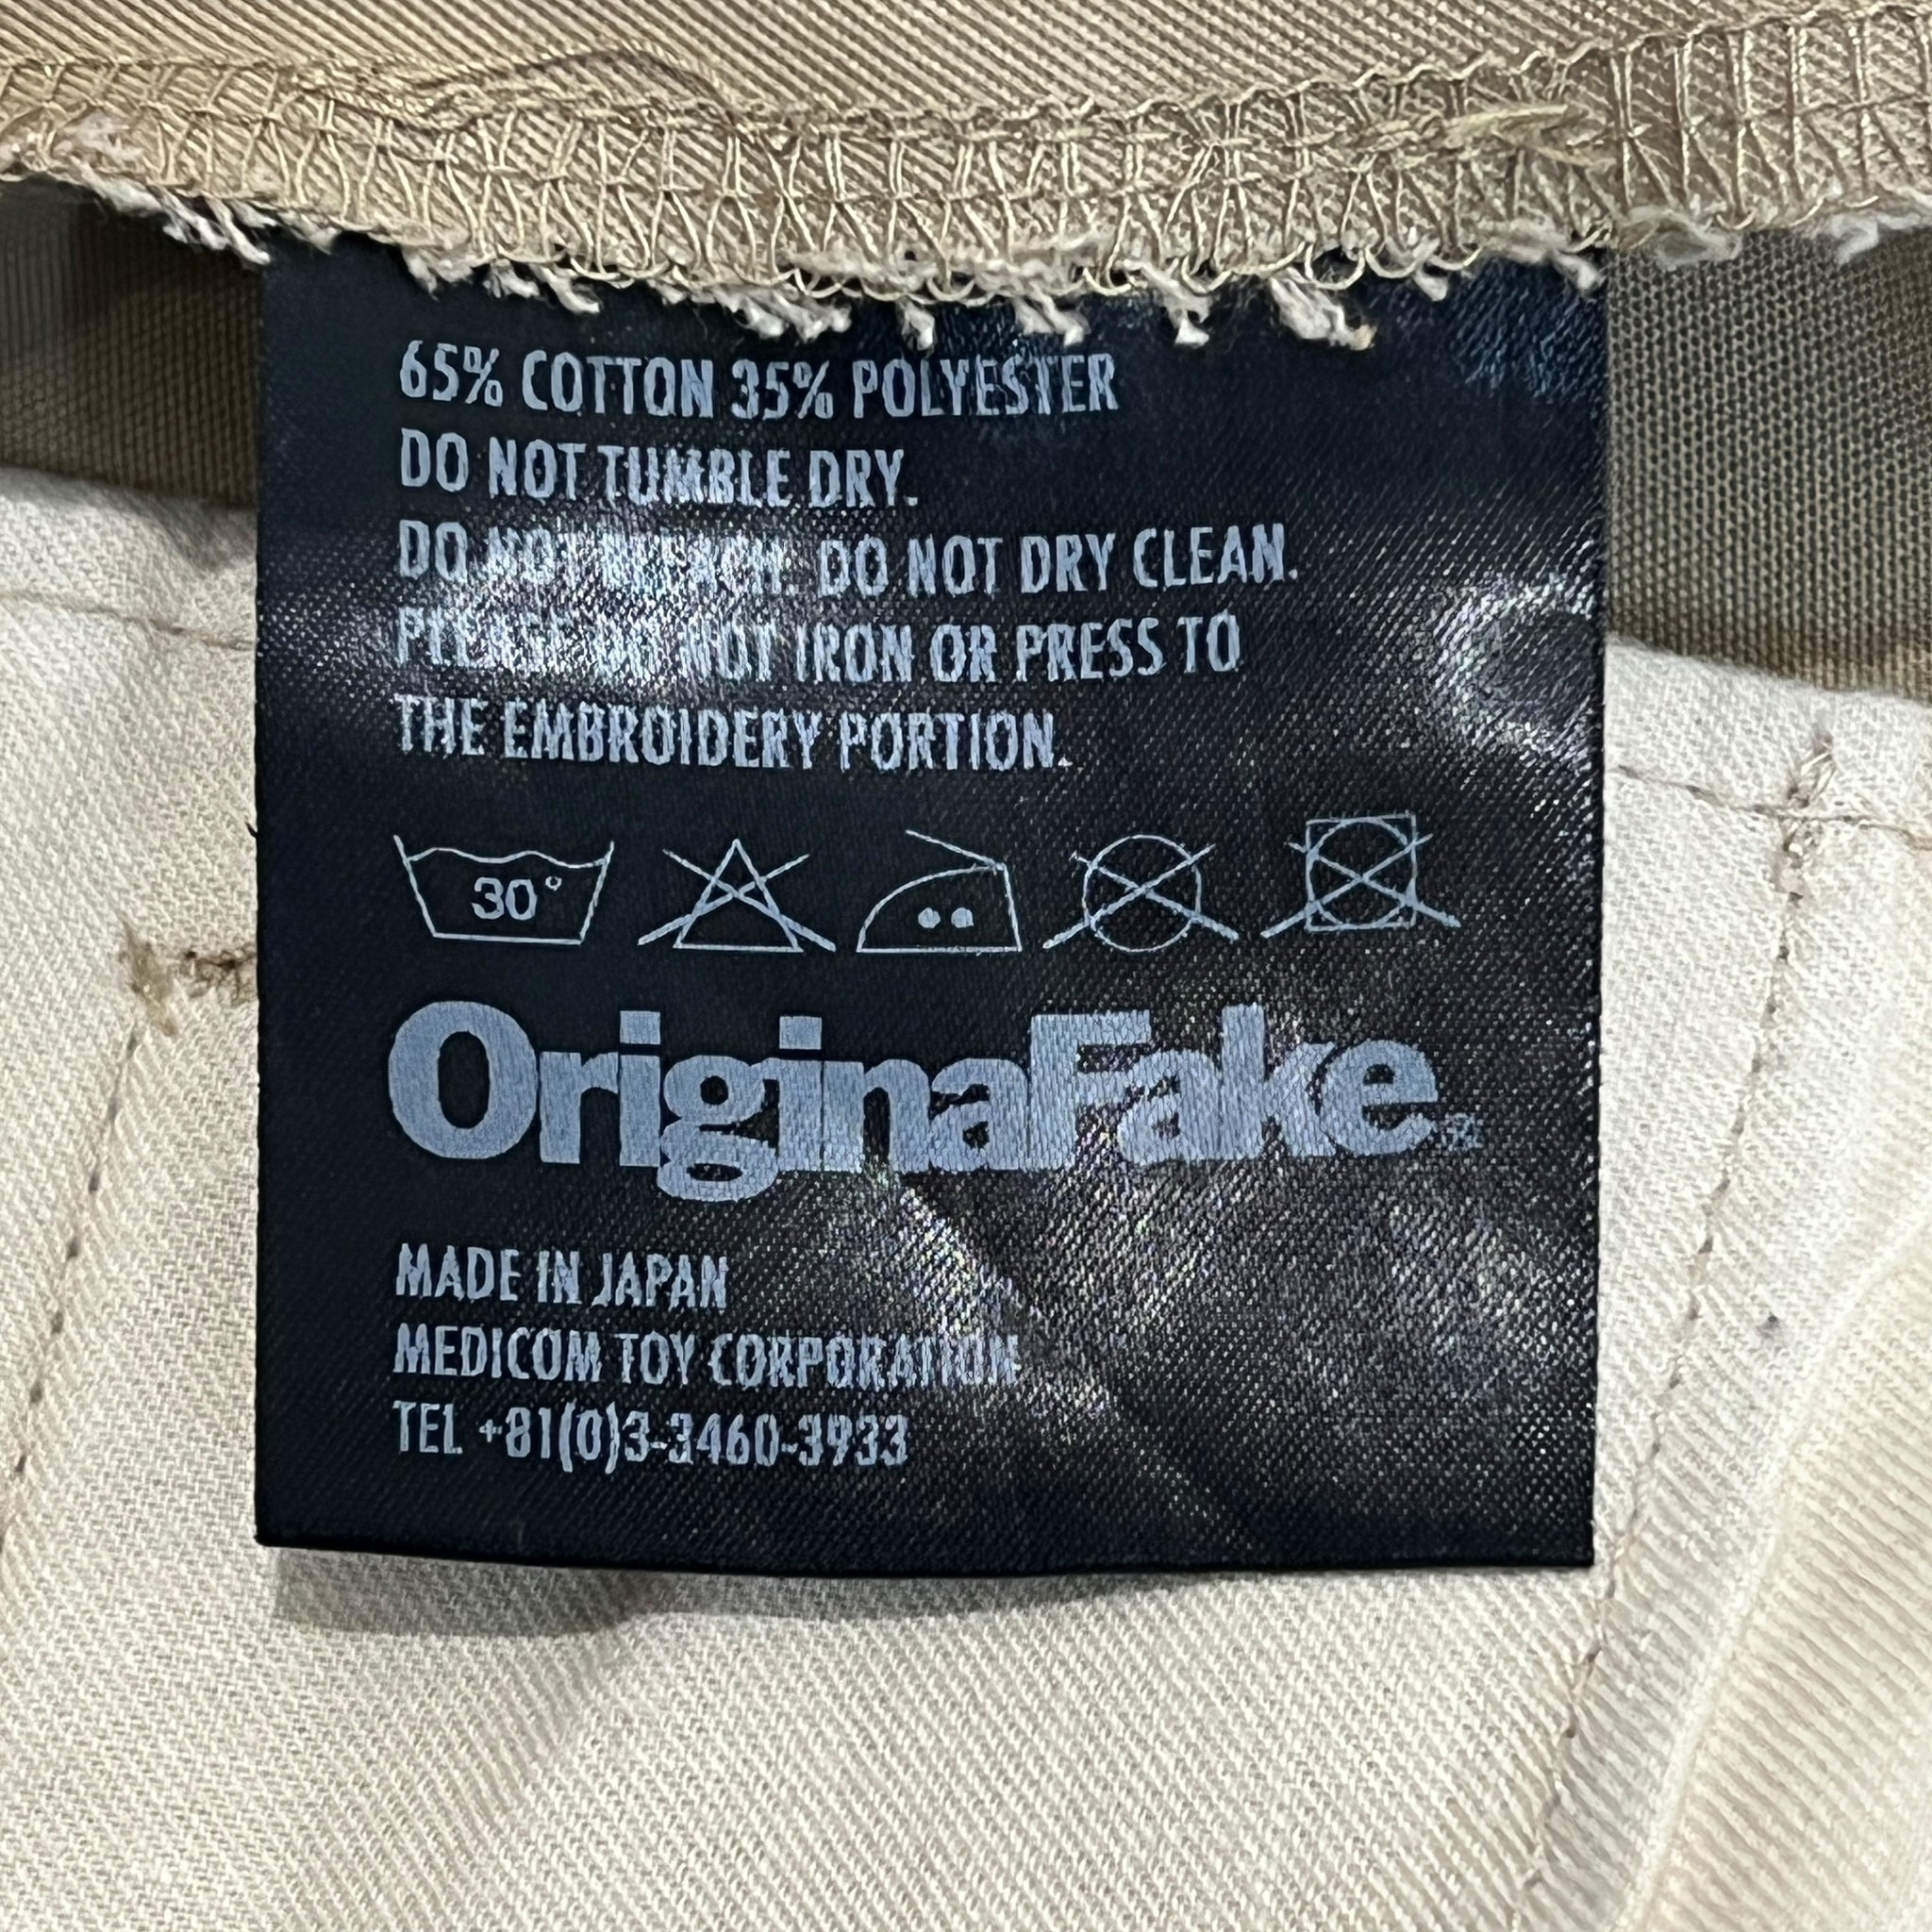 65% COTTON 35% POLYESTER
DO NOT TUMBLE DRY.
DO NOT BLEACH. DO NOT DRY CLEAN.
PLEASE DO NOT IRON OR PRESS TO
THE EMBROIDERY PORTION.
30°
OriginalFake®
MADE IN JAPAN
MEDICOM TOY CORPORATION
TEL +81(0)3-3460-3933